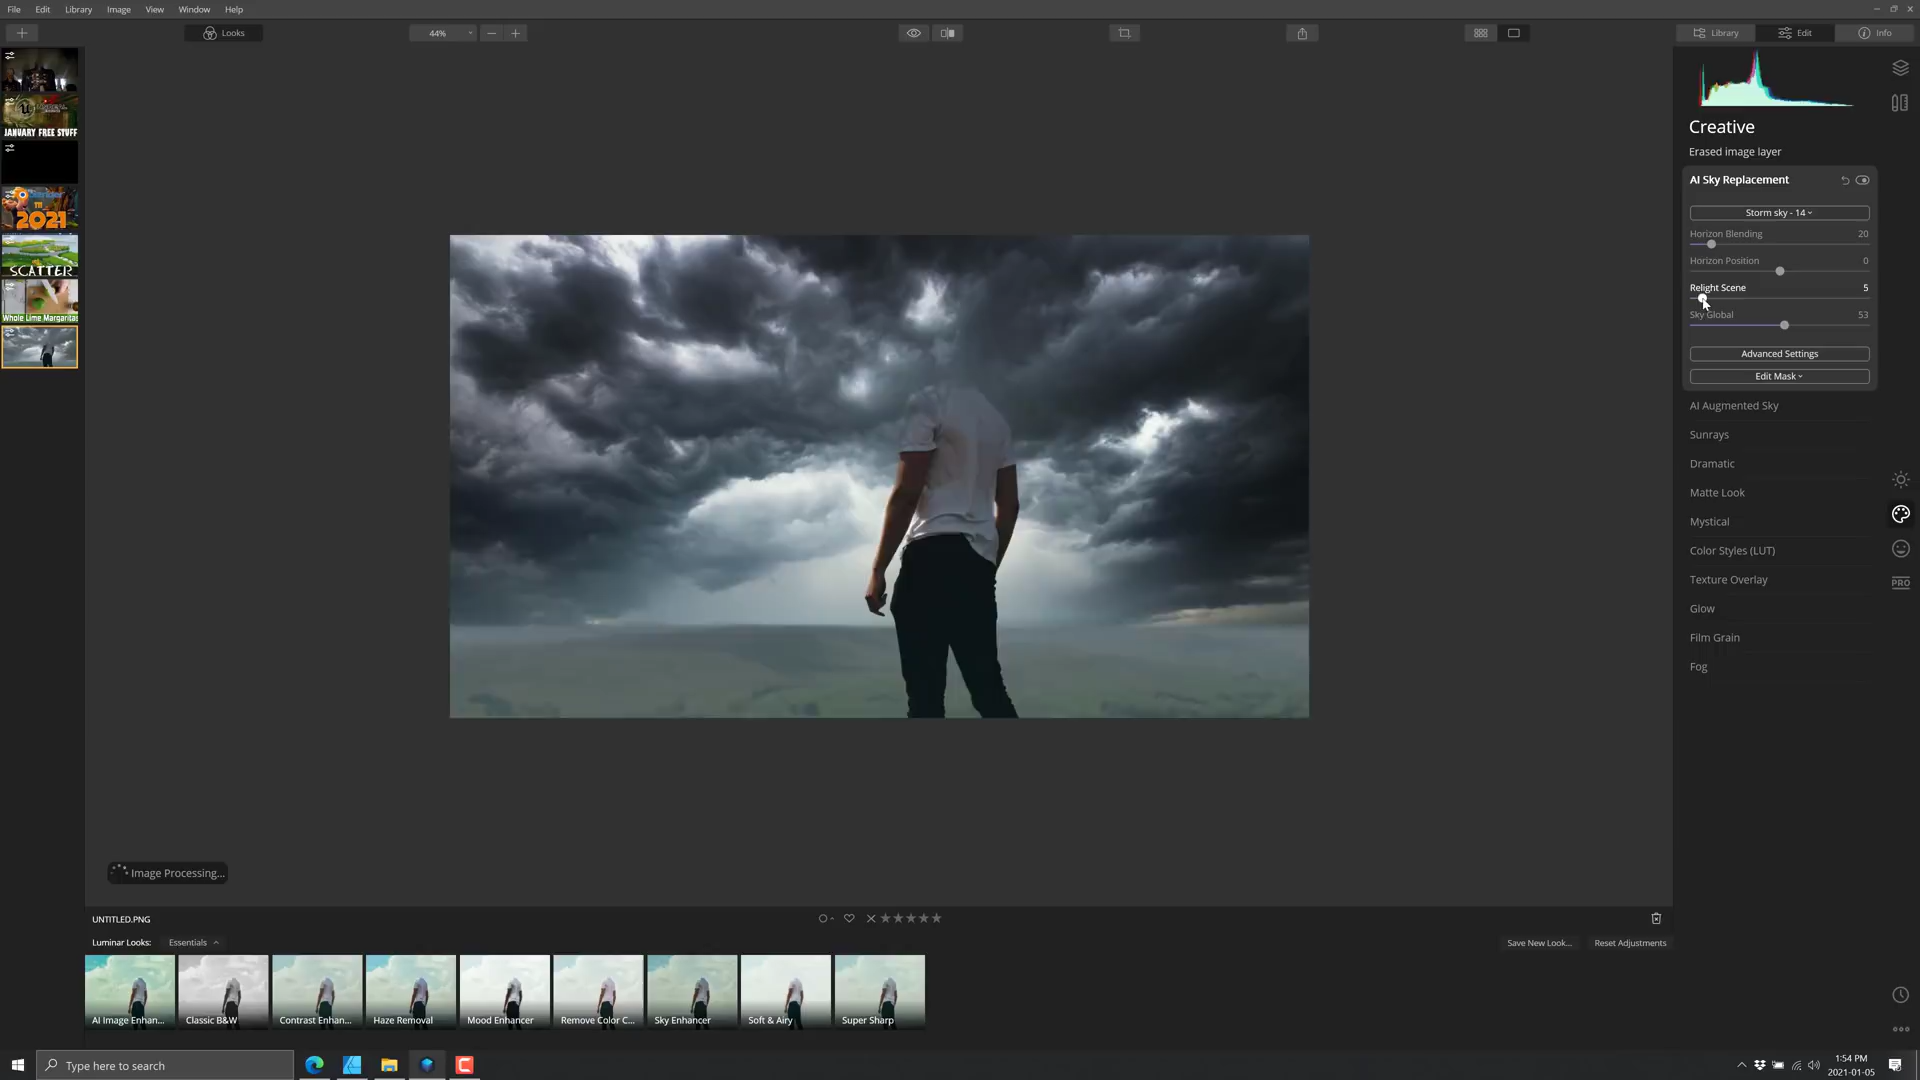 File Edit Library Image View Window Help
Looks 44% Library Edit Info
JANUARY FREE STUFF
2021
SCATTER
Whole Lime Margaritas
Creative
Erased image layer
AI Sky Replacement
Storm sky - 14
Horizon Blending 20
Horizon Position 0
Relight Scene 5
Sky Global 53
Advanced Settings
Edit Mask
AI Augmented Sky
Sunrays
Dramatic
Matte Look
Mystical
Color Styles (LUT)
PRO
Texture Overlay
Glow
Film Grain
Fog
Image Processing...
UNTITLED.PNG
Luminar Looks: Essentials Save New Look... Reset Adjustments
AI Image Enhan... Classic B&W Contrast Enhan... Haze Removal Mood Enhancer Remove Color C... Sky Enhancer Soft & Airy Super Sharp
Type here to search
1:54 PM
2021-01-05